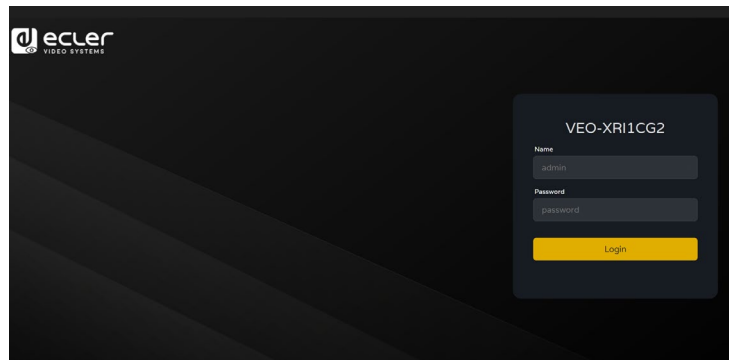 ecler
VIDEO SYSTEMS
VEO-XRI1CG2
Name
admin
Password
password
Login